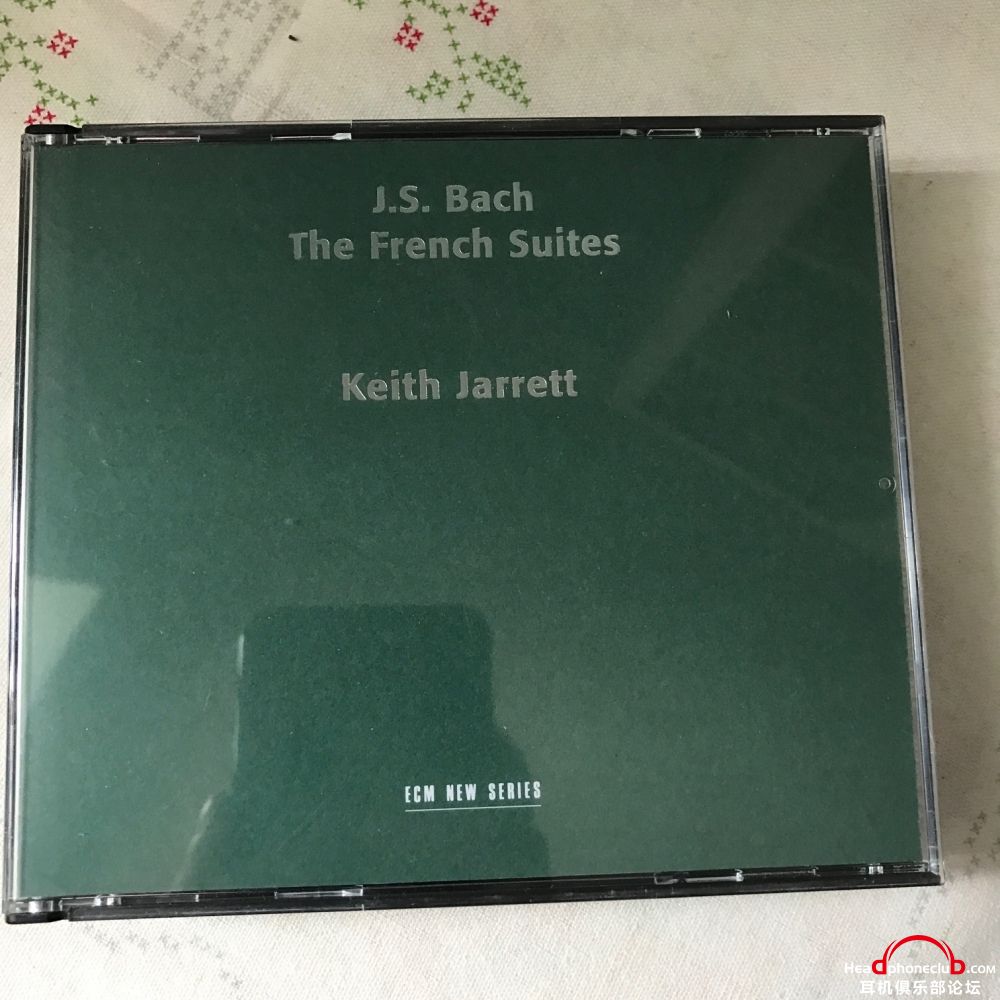 J.S. Bach
The French Suites
Keith Jarrett
ECM NEW SERIES
Headphoneclub.com
耳机俱乐部论坛